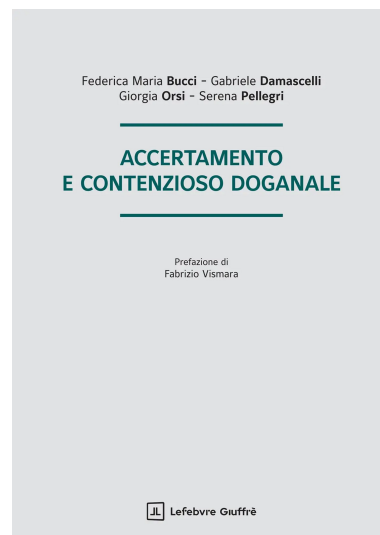 Federica Maria Bucci – Gabriele Damascelli
Giorgia Orsi – Serena Pellegri
ACCERTAMENTO
E CONTENZIOSO DOGANALE
Prefazione di
Fabrizio Vismara
Lefebvre Giuffrè